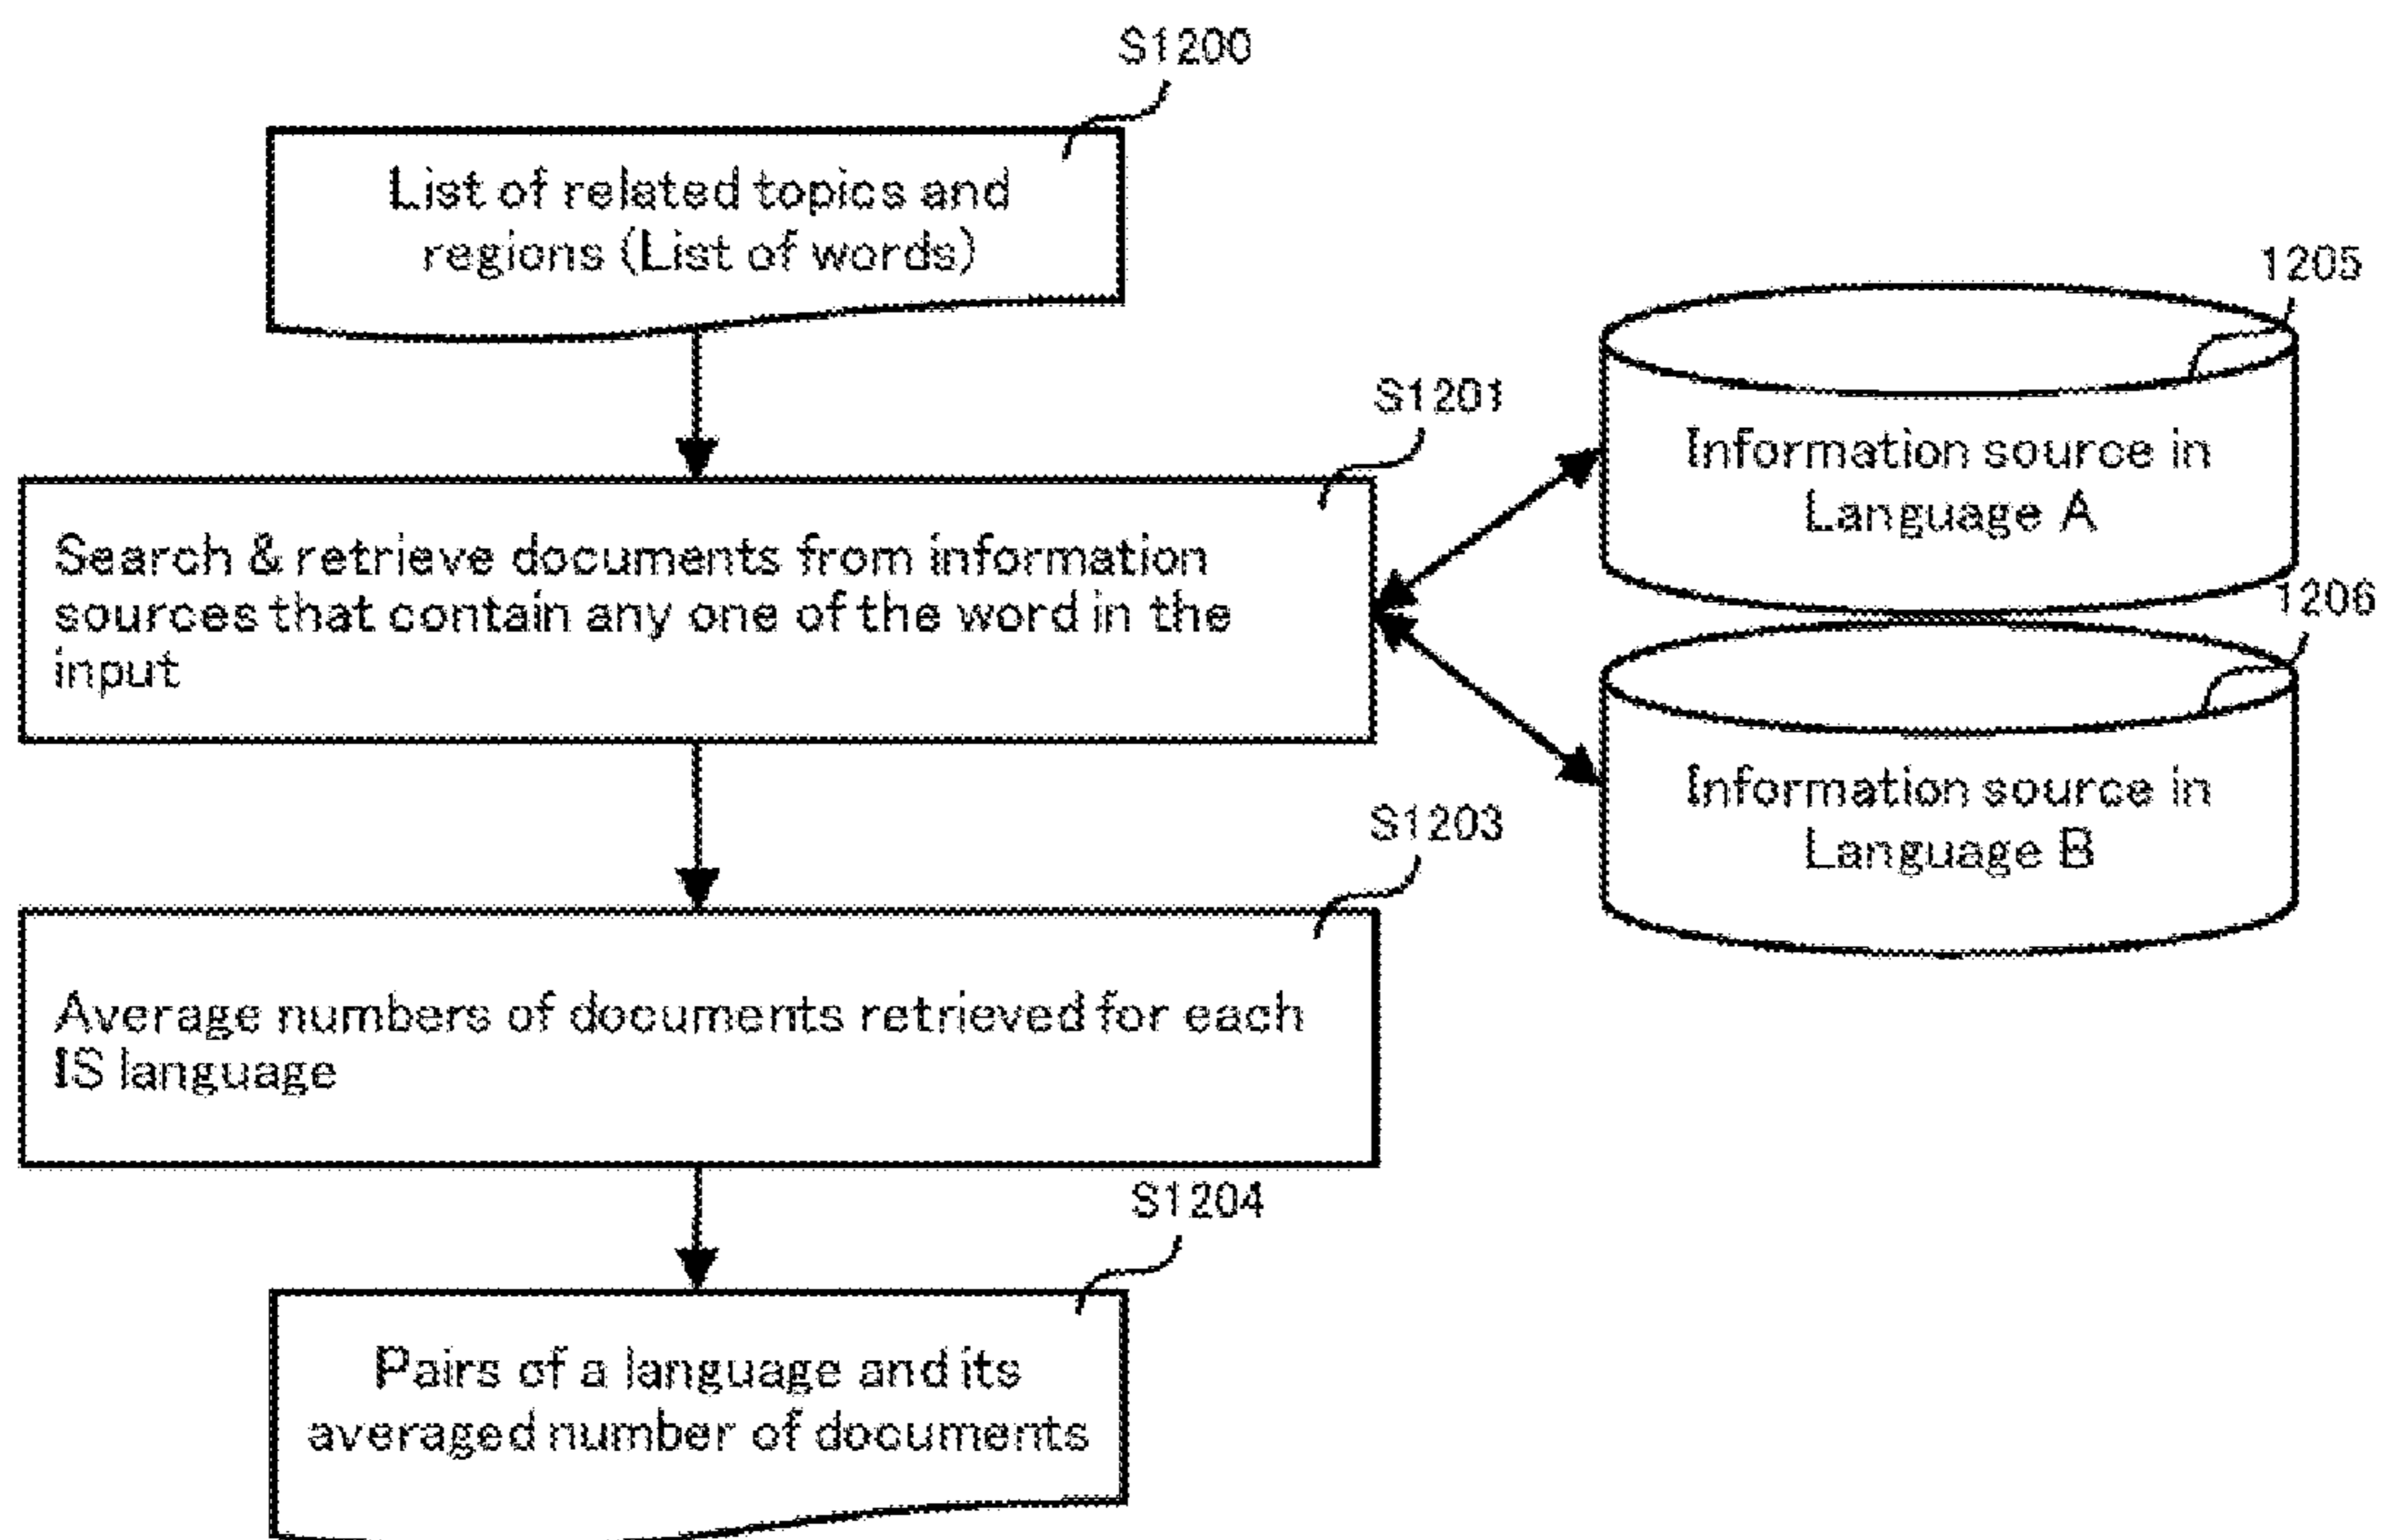 S1200
List of related topics and
regions (List of words)
S1201
Search & retrieve documents from information
sources that contain any one of the word in the
input
1205
Information source in
Language A
1206
Information source in
Language B
S1203
Average numbers of documents retrieved for each
IS language
S1204
Pairs of a language and its
averaged number of documents